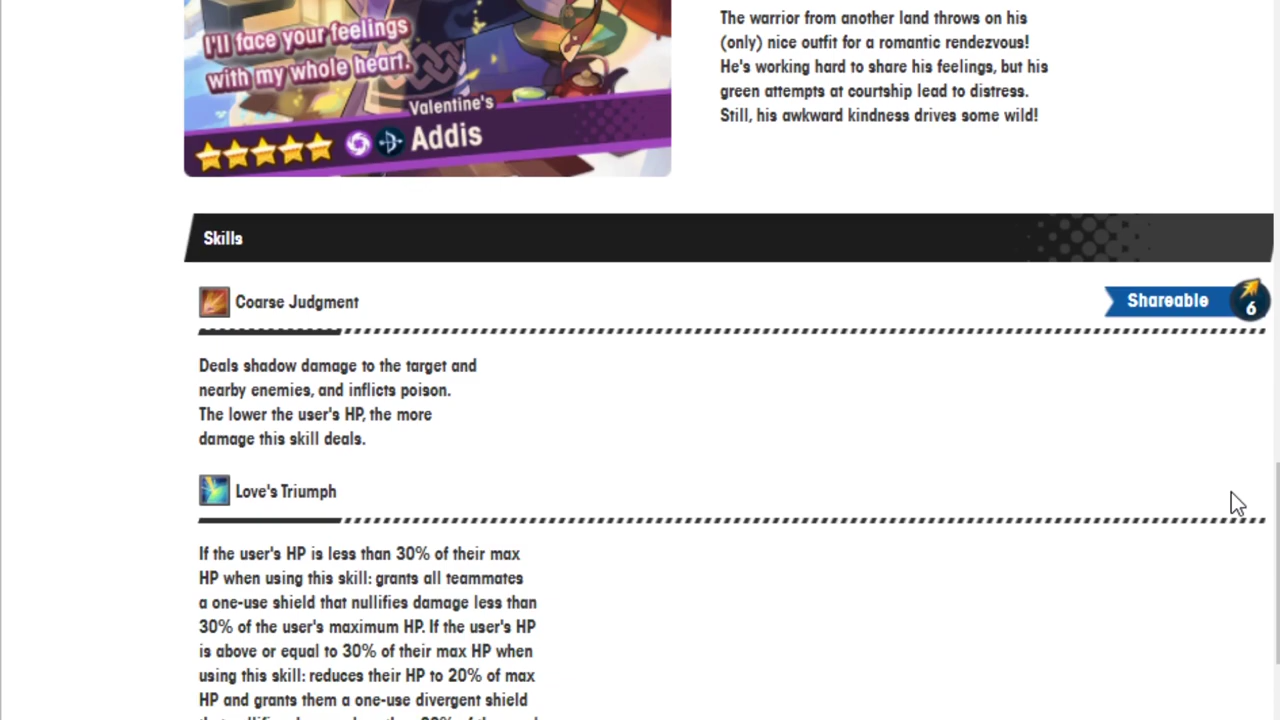 I'll face your feelings
with my whole heart.
Valentine's
Addis
The warrior from another land throws on his
(only) nice outfit for a romantic rendezvous!
He's working hard to share his feelings, but his
green attempts at courtship lead to distress.
Still, his awkward kindness drives some wild!
Skills
Coarse Judgment
Shareable
6
Deals shadow damage to the target and
nearby enemies, and inflicts poison.
The lower the user's HP, the more
damage this skill deals.
Love's Triumph
If the user's HP is less than 30% of their max
HP when using this skill: grants all teammates
a one-use shield that nullifies damage less than
30% of the user's maximum HP. If the user's HP
is above or equal to 30% of their max HP when
using this skill: reduces their HP to 20% of max
HP and grants them a one-use divergent shield